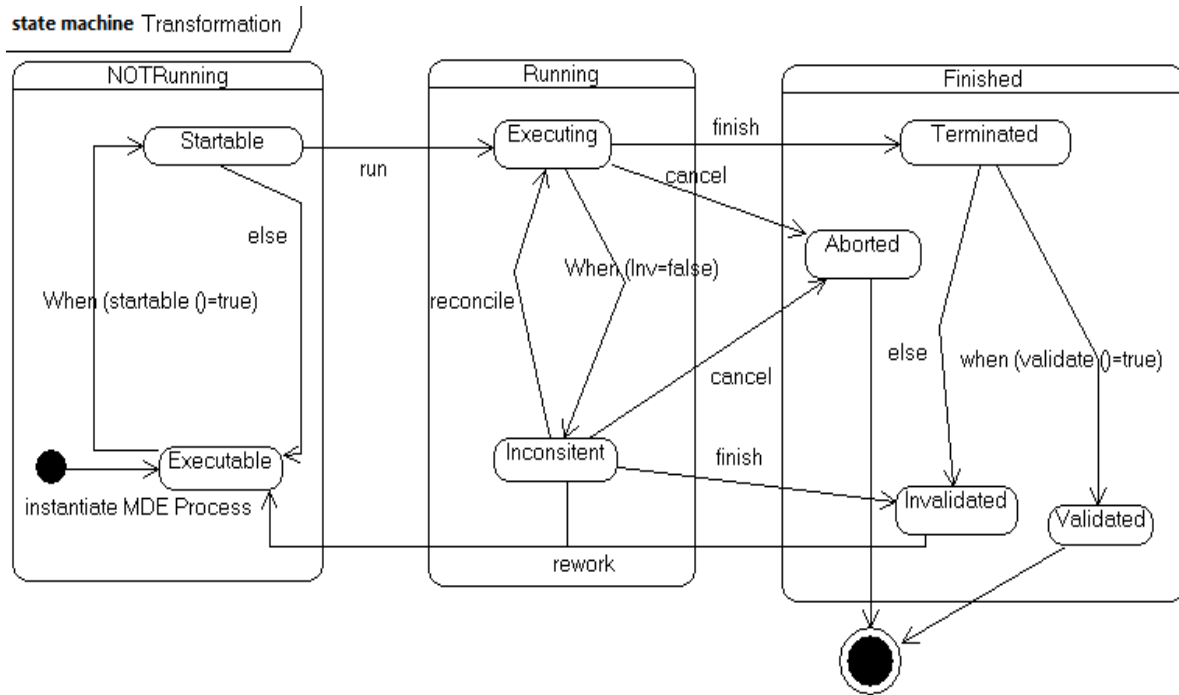 state machine Transformation
NOTRunning
Running
Finished
Startable
Executing
finish
Terminated
run
cancel
else
Aborted
When (Inv=false)
When (startable ()=true)
reconcile
else
when (validate ()=true)
cancel
Executable
Inconsitent
finish
instantiate MDE Process
Invalidated
Validated
rework